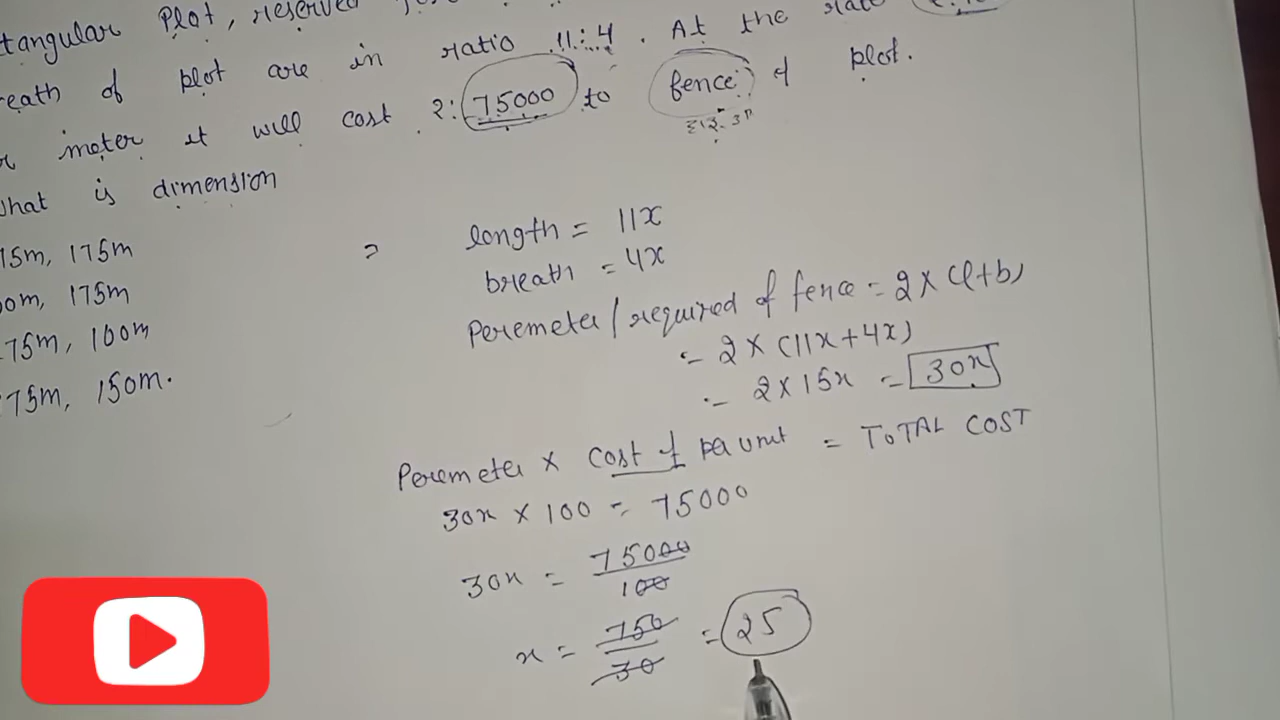 tangular Plot, reserved
reath of plot are in ratio 11:4. At the rate
meter it will cost 2: 75000 to fence of plot.
हाई
what is dimension
15m, 175m
00m, 175m
75m, 100m
75m, 150m.
length = 11x
breath = 4x
Peremeter / required of fence = 2 × (l+b)
= 2 × (11x+4x)
= 2 × 15x = 30x
Peremeter × cost of per unit = TOTAL COST
30x × 100 = 75000
30x = 75000/100
x = 750/30 = 25